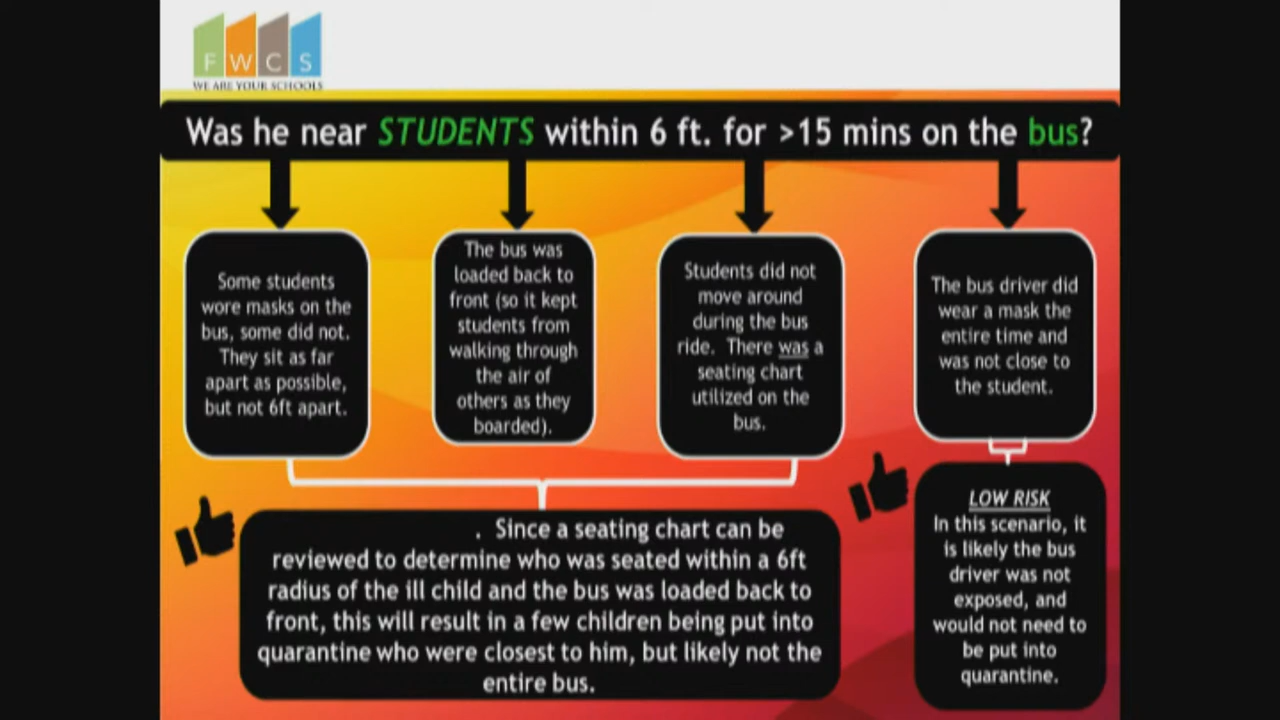 F W C S
WE ARE YOUR SCHOOLS
Was he near STUDENTS within 6 ft. for >15 mins on the bus?
Some students
wore masks on the
bus, some did not.
They sit as far
apart as possible,
but not 6ft apart.
The bus was
loaded back to
front (so it kept
students from
walking through
the air of
others as they
boarded).
Students did not
move around
during the bus
ride. There was a
seating chart
utilized on the
bus.
The bus driver did
wear a mask the
entire time and
was not close to
the student.
. Since a seating chart can be
reviewed to determine who was seated within a 6ft
radius of the ill child and the bus was loaded back to
front, this will result in a few children being put into
quarantine who were closest to him, but likely not the
entire bus.
LOW RISK
In this scenario, it
is likely the bus
driver was not
exposed, and
would not need to
be put into
quarantine.